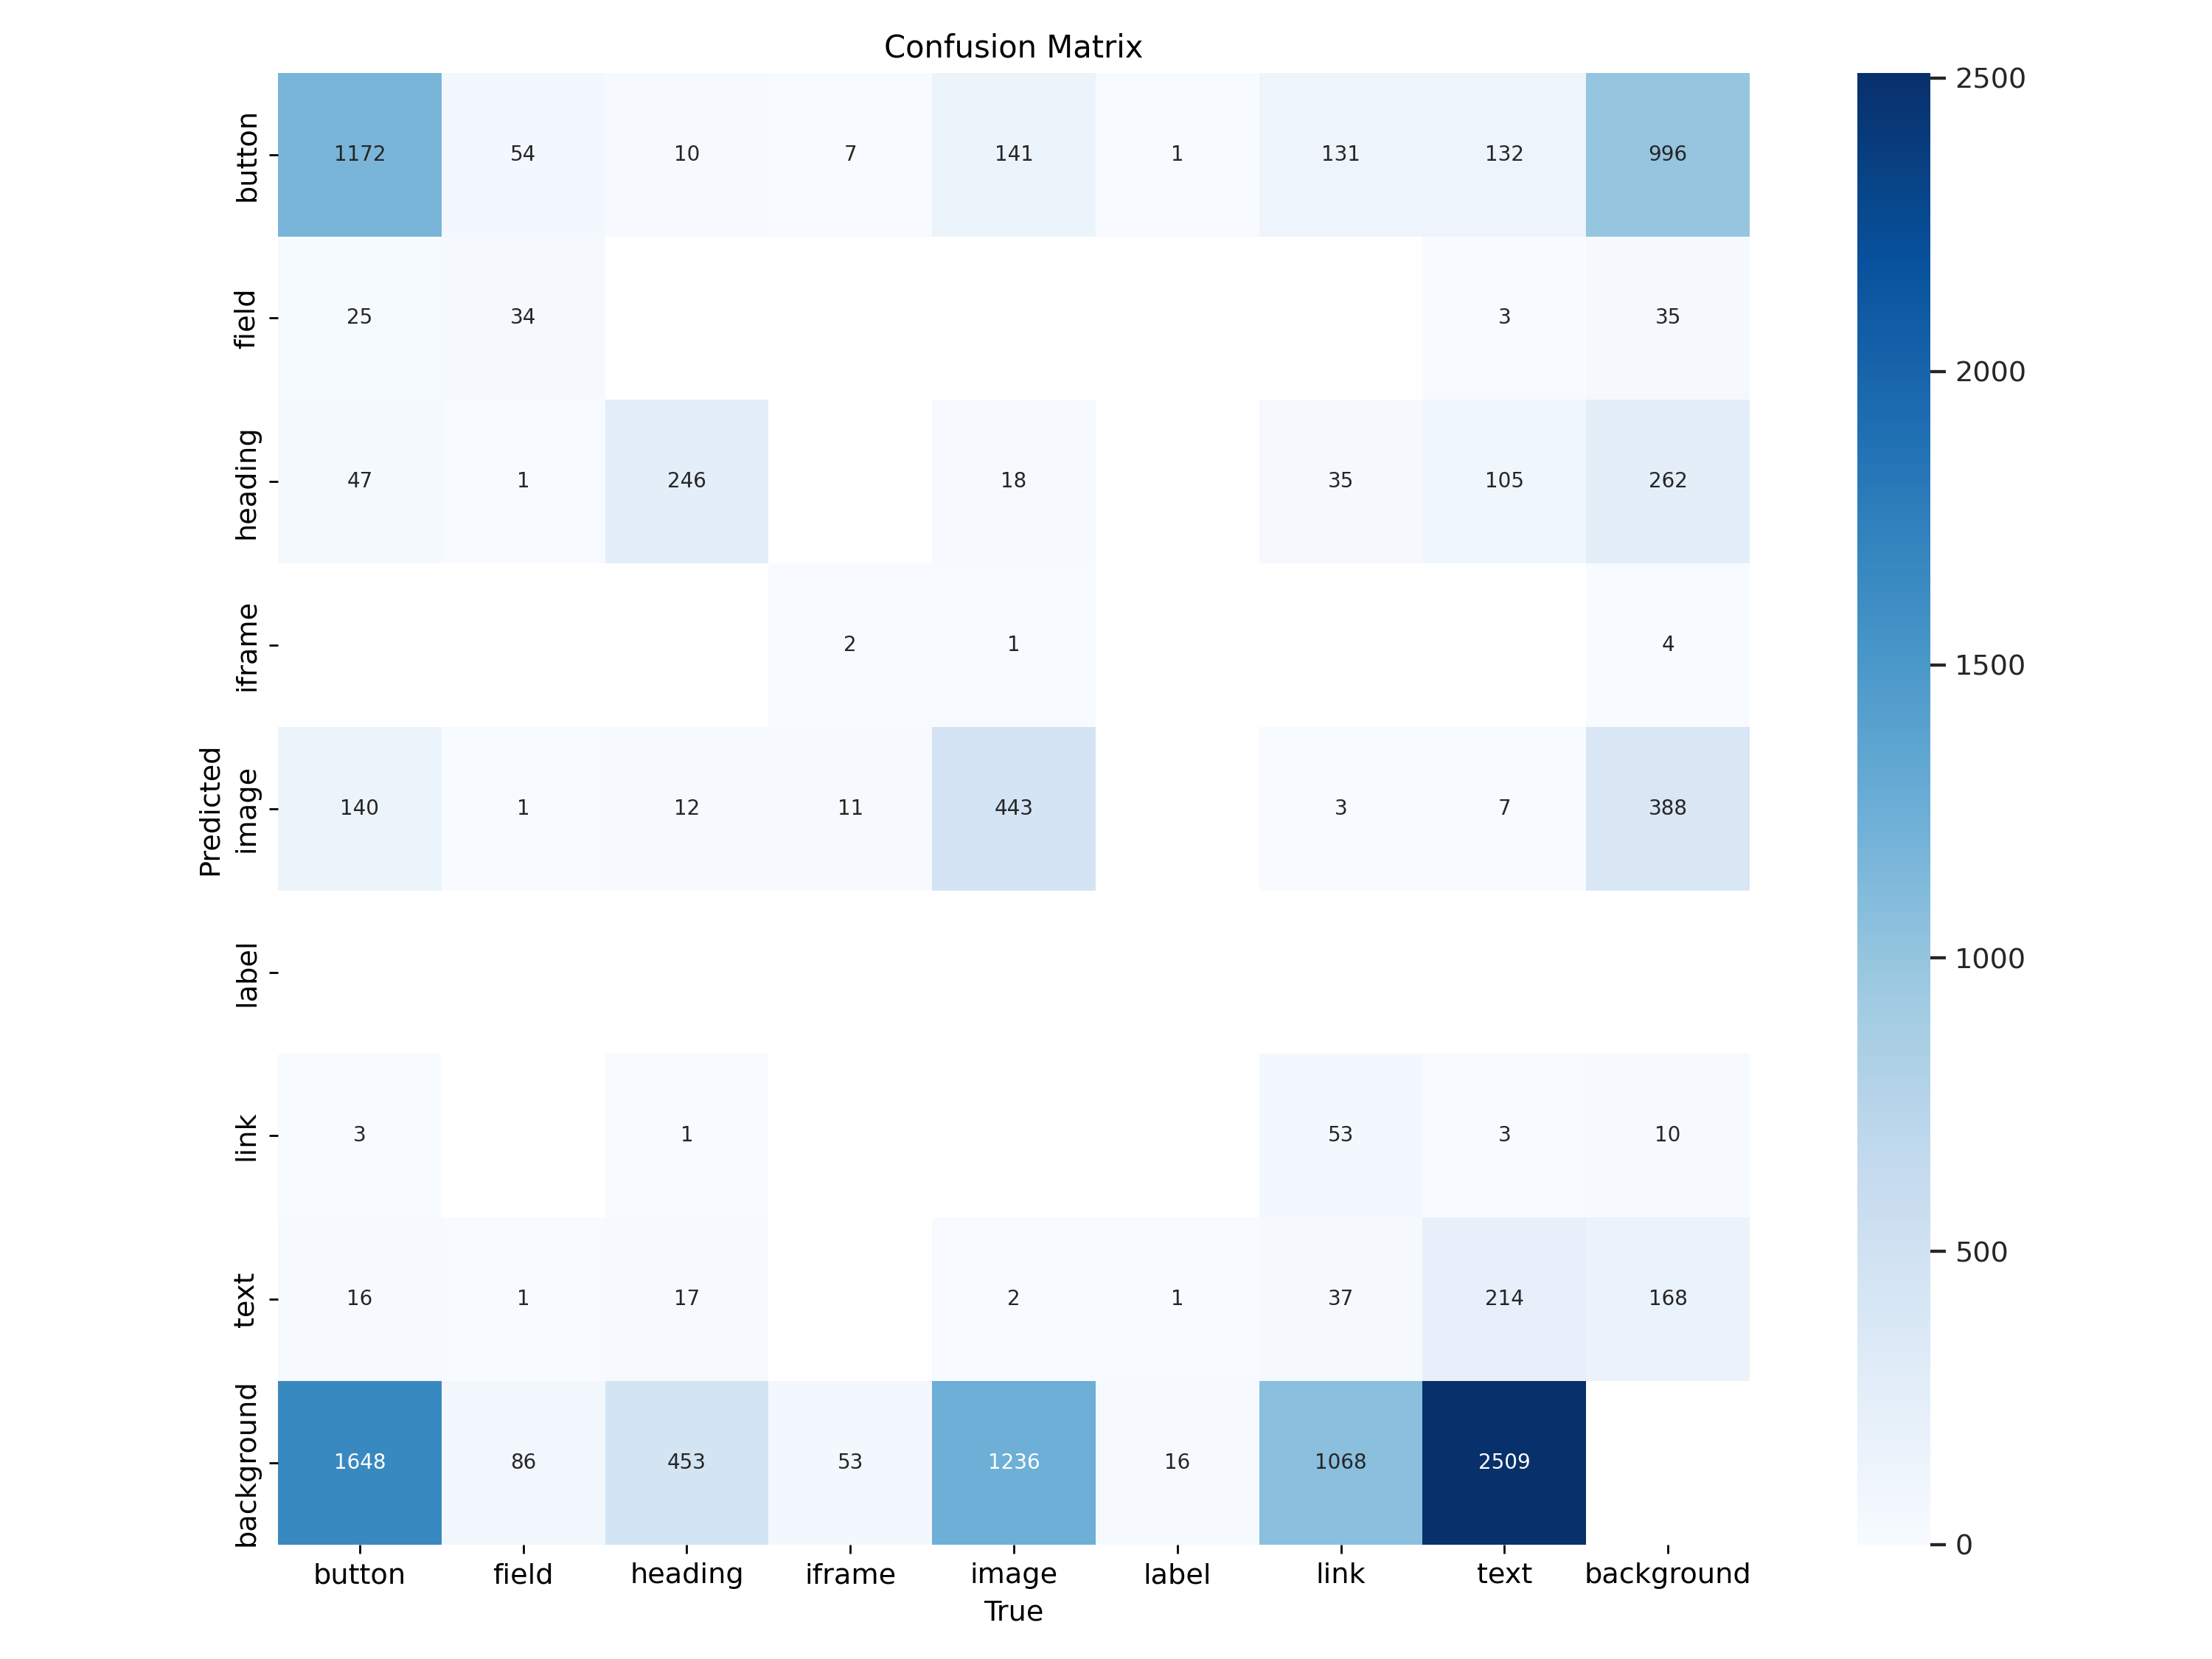 Confusion Matrix
button 1172 54 10 7 141 1 131 132 996
field 25 34 3 35
heading 47 1 246 18 35 105 262
iframe 2 1 4
image 140 1 12 11 443 3 7 388
label
link 3 1 53 3 10
text 16 1 17 2 1 37 214 168
background 1648 86 453 53 1236 16 1068 2509
button field heading iframe image label link text background
True
Predicted
2500
2000
1500
1000
500
0